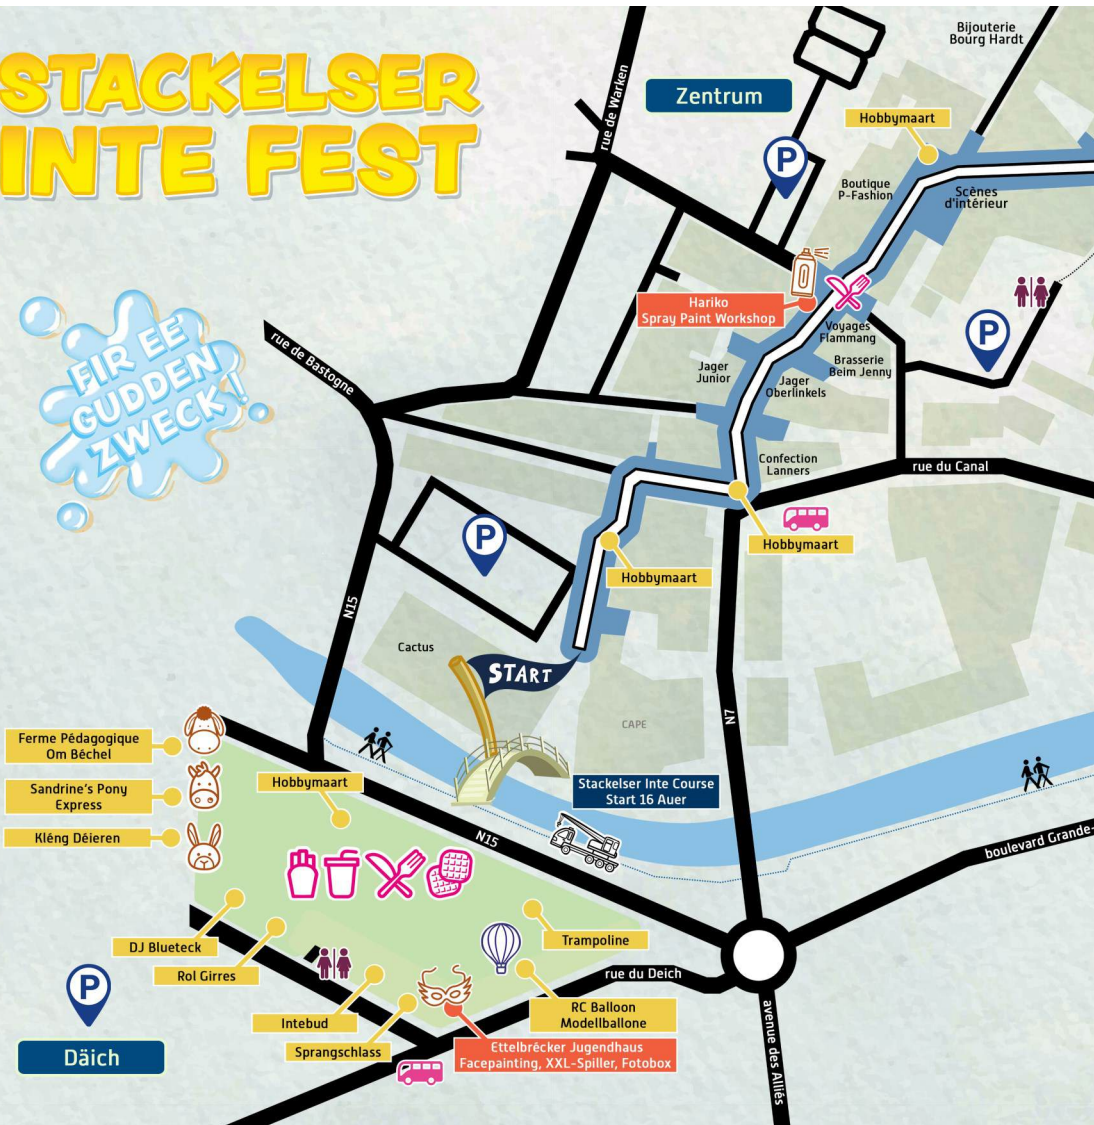 STACKELSER
INTE FEST
FIR EE
GUDDEN
ZWECK!
Zentrum
rue de Warken
Bijouterie
Bourg Hardt
Hobbymaart
P
Boutique
P-Fashion
Scènes
d'intérieur
Hariko
Spray Paint Workshop
Voyages
Flammang
P
rue de Bastogne
Jager
Junior
Brasserie
Beim Jenny
Jager
Oberlinkels
Confection
Lanners
rue du Canal
P
Hobbymaart
Hobbymaart
N15
Cactus
START
CAPE
N7
Ferme Pédagogique
Om Béchel
Sandrine's Pony
Express
Kléng Déieren
Hobbymaart
Stackelser Inte Course
Start 16 Auer
N15
boulevard Grande-
DJ Blueteck
Rol Girres
Trampoline
P
Däich
rue du Deich
Intebud
Sprangschlass
RC Balloon
Modellballone
Ettelbrécker Jugendhaus
Facepainting, XXL-Spiller, Fotobox
avenue des Alliés